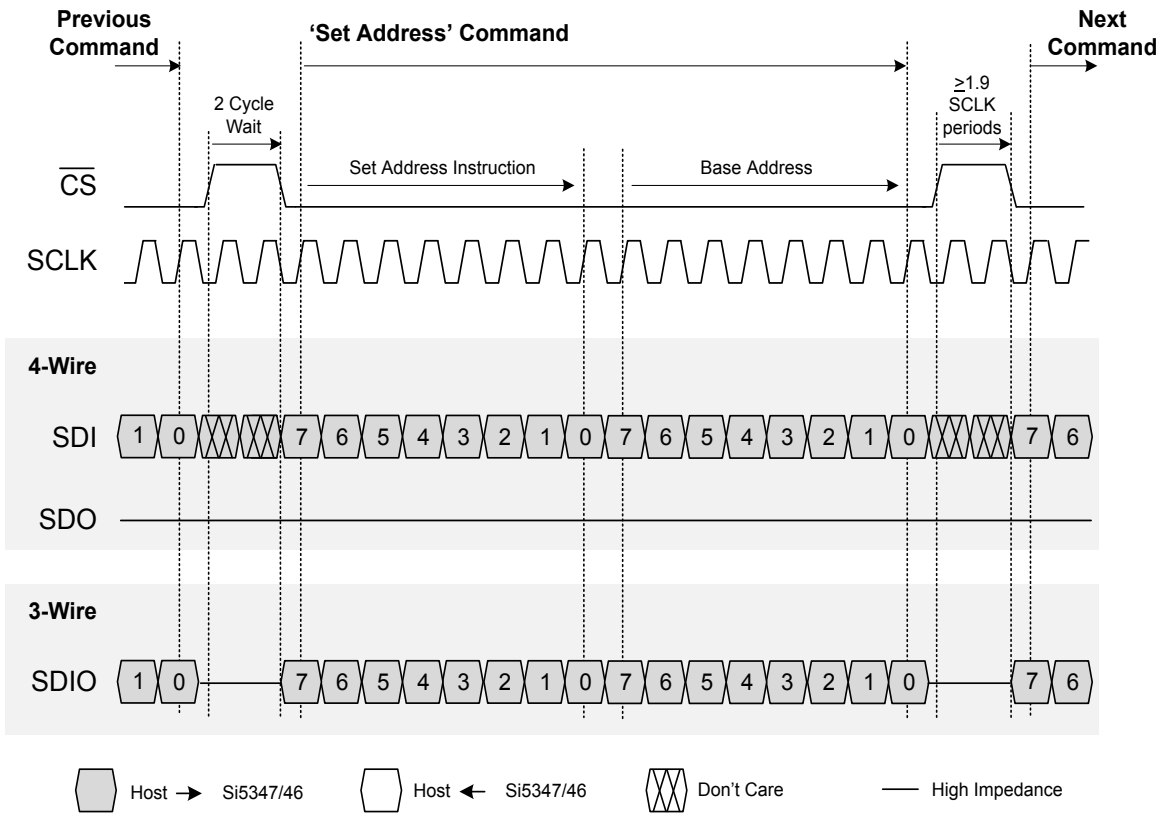 Previous Command
'Set Address' Command
Next Command
2 Cycle Wait
≥1.9 SCLK periods
CS
Set Address Instruction
Base Address
SCLK
4-Wire
SDI 1 0 7 6 5 4 3 2 1 0 7 6 5 4 3 2 1 0 7 6
SDO
3-Wire
SDIO 1 0 7 6 5 4 3 2 1 0 7 6 5 4 3 2 1 0 7 6
Host → Si5347/46
Host ← Si5347/46
Don't Care
High Impedance